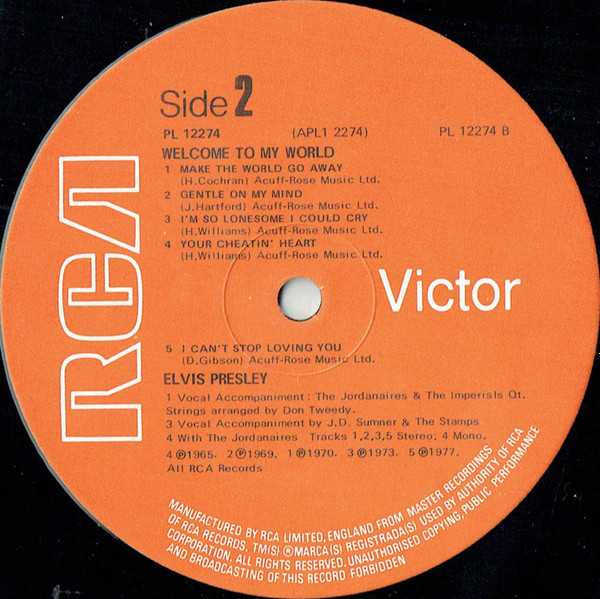 Side 2
PL 12274 (APL1 2274) PL 12274 B
WELCOME TO MY WORLD
1 MAKE THE WORLD GO AWAY
(H.Cochran) Acuff-Rose Music Ltd.
2 GENTLE ON MY MIND
(J.Hartford) Acuff-Rose Music Ltd.
3 I'M SO LONESOME I COULD CRY
(H.Williams) Acuff-Rose Music Ltd.
4 YOUR CHEATIN' HEART
(H.Williams) Acuff-Rose Music Ltd.
RCA Victor
5 I CAN'T STOP LOVING YOU
(D.Gibson) Acuff-Rose Music Ltd.
ELVIS PRESLEY
1 Vocal Accompaniment: The Jordanaires & The Imperisls Qt.
Strings arranged by Don Tweedy.
3 Vocal Accompaniment by J.D. Sumner & The Stamps
4 With The Jordanaires Tracks 1,2,3,5 Stereo; 4 Mono.
4 ℗1965. 2 ℗1969, 1 ℗1970. 3 ℗1973. 5 ℗1977.
All RCA Records
MANUFACTURED BY RCA LIMITED, ENGLAND FROM MASTER RECORDINGS
OF RCA RECORDS, TM(S) ® MARCA(S) REGISTRADA(S) USED BY AUTHORITY OF RCA
CORPORATION. ALL RIGHTS RESERVED. UNAUTHORISED COPYING, PUBLIC PERFORMANCE
AND BROADCASTING OF THIS RECORD FORBIDDEN